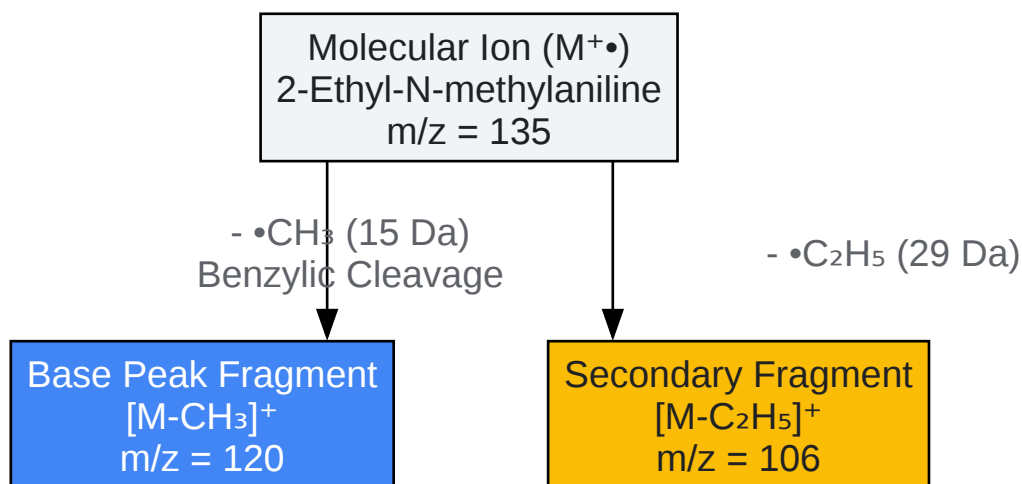 Molecular Ion (M⁺•)
2-Ethyl-N-methylaniline
m/z = 135
- •CH₃ (15 Da)
Benzylic Cleavage
- •C₂H₅ (29 Da)
Base Peak Fragment
[M-CH₃]⁺
m/z = 120
Secondary Fragment
[M-C₂H₅]⁺
m/z = 106